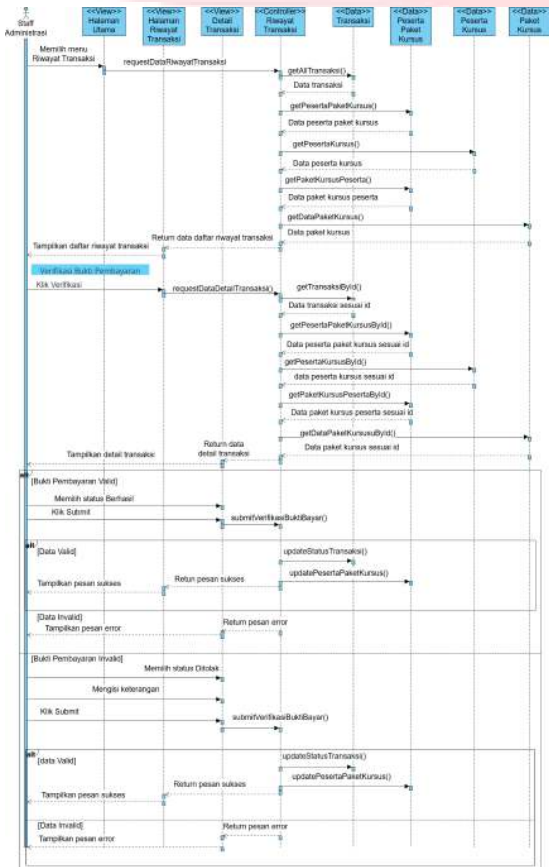 Staff
Administrasi
<<View>>
Halaman
Utama
<<View>>
Halaman
Riwayat
Transaksi
<<View>>
Detail
Transaksi
<<Controller>>
Riwayat
Transaksi
<<Data>>
Transaksi
<<Data>>
Peserta
Paket
Kursus
<<Data>>
Peserta
Kursus
<<Data>>
Paket
Kursus
Memilih menu
Riwayat Transaksi
requestDataRiwayatTransaksi
getAllTransaksi()
Data transaksi
getPesertaPaketKursus()
Data peserta paket kursus
getPesertaKursus()
Data peserta kursus
getPaketKursusPeserta()
Data paket kursus peserta
getDataPaketKursus()
Data paket kursus
Return data daftar riwayat transaksi
Tampilkan daftar riwayat transaksi
Verifikasi Bukti Pembayaran
Klik Verifikasi
requestDataDetailTransaksi()
getTransaksiById()
Data transaksi sesuai id
getPesertaPaketKursusById()
Data peserta paket kursus sesuai id
getPesertaKursusById()
data peserta kursus sesuai id
getPaketKursusPesertaById()
Data paket kursus peserta sesuai id
getDataPaketKursusuById()
Data paket kursus sesuai id
Return data
detail transaksi
Tampilkan detail transaksi
alt
[Bukti Pembayaran Valid]
Memilih status Berhasil
Klik Submit
submitVerifikasiBuktiBayar()
alt
[Data Valid]
updateStatusTransaksi()
updatePesertaPaketKursus()
Retun pesan sukses
Tampilkan pesan sukses
[Data Invalid]
Return pesan error
Tampilkan pesan error
[Bukti Pembayaran Invalid]
Memilih status Ditolak
Mengisi keterangan
Klik Submit
submitVerifikasiBuktiBayar()
alt
[data Valid]
updateStatusTransaksi()
updatePesertaPaketKursus()
Return pesan sukses
Tampilkan pesan sukses
[Data Invalid]
Return pesan error
Tampilkan pesan error